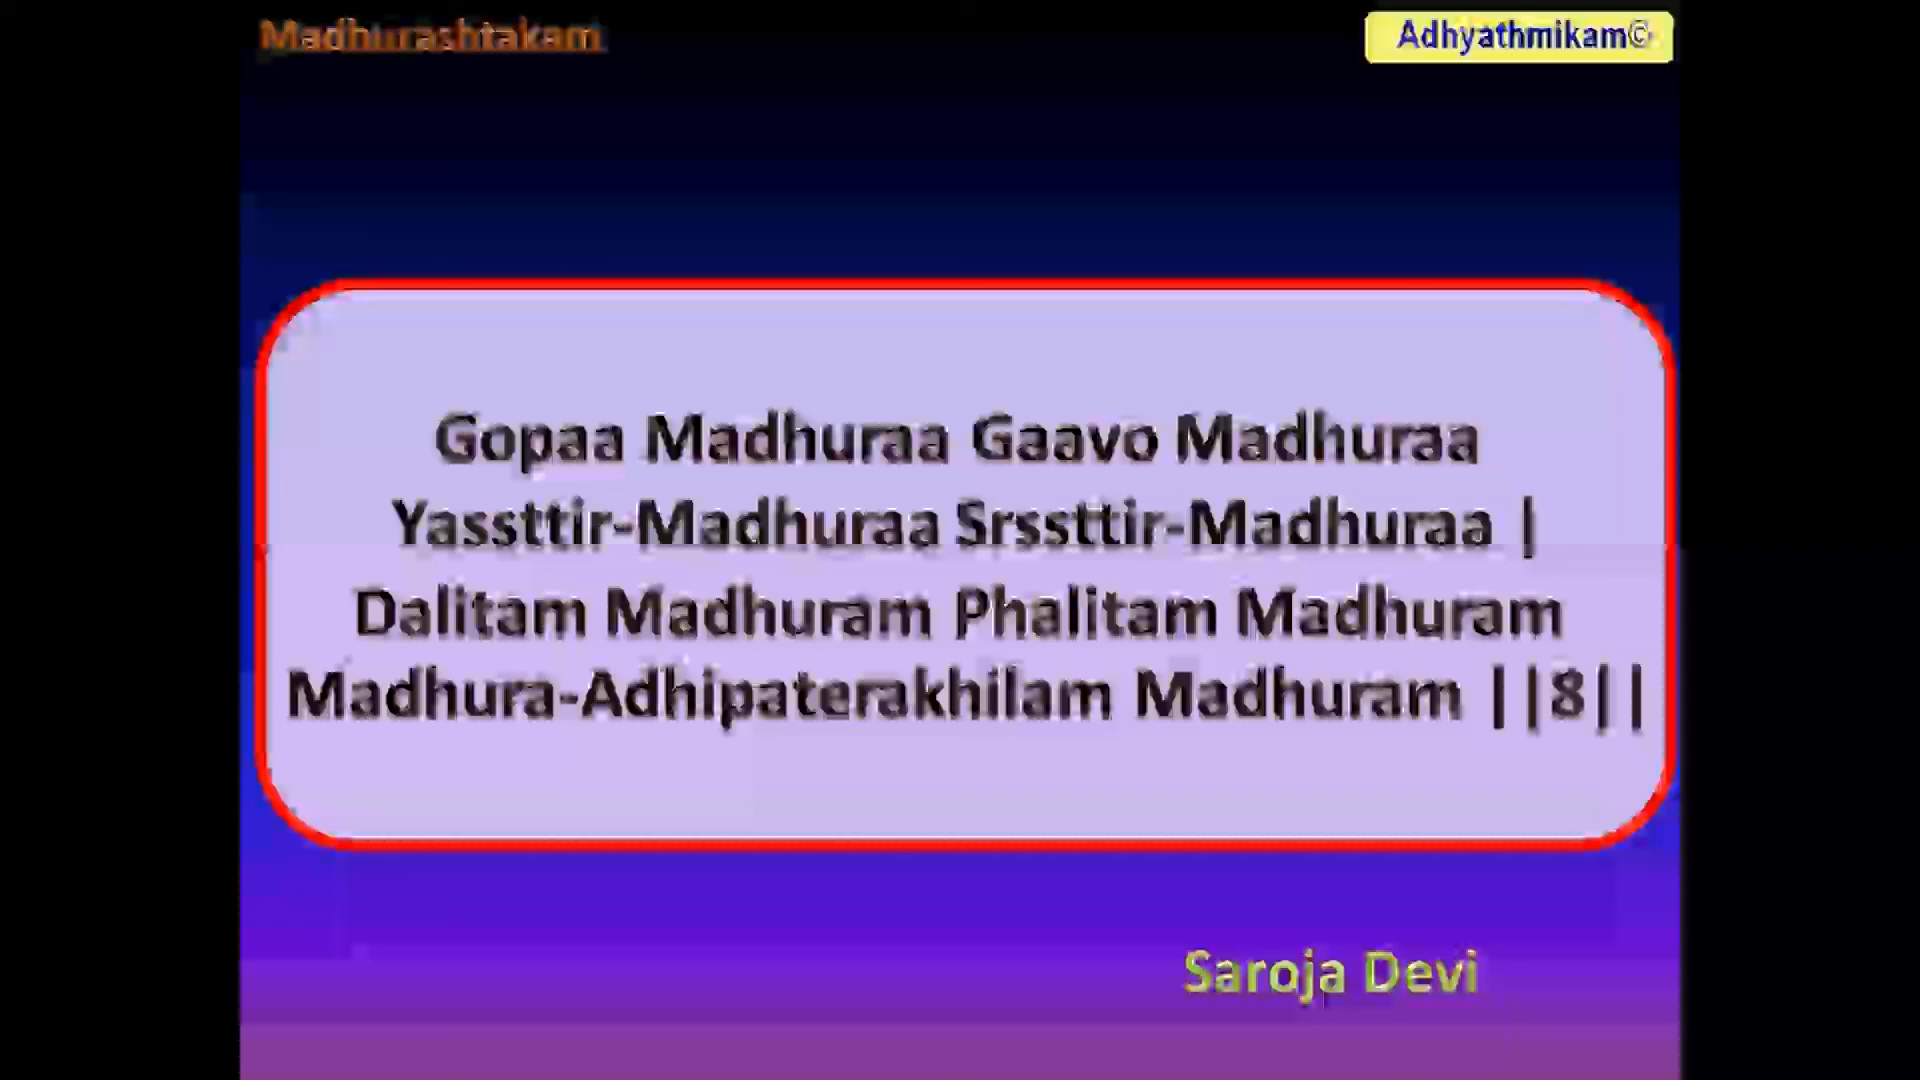 Madhurashtakam
Adhyathmikam©
Gopaa Madhuraa Gaavo Madhuraa
Yassttir-Madhuraa Srssttir-Madhuraa |
Dalitam Madhuram Phalitam Madhuram
Madhura-Adhipaterakhilam Madhuram ||8||
Saroja Devi